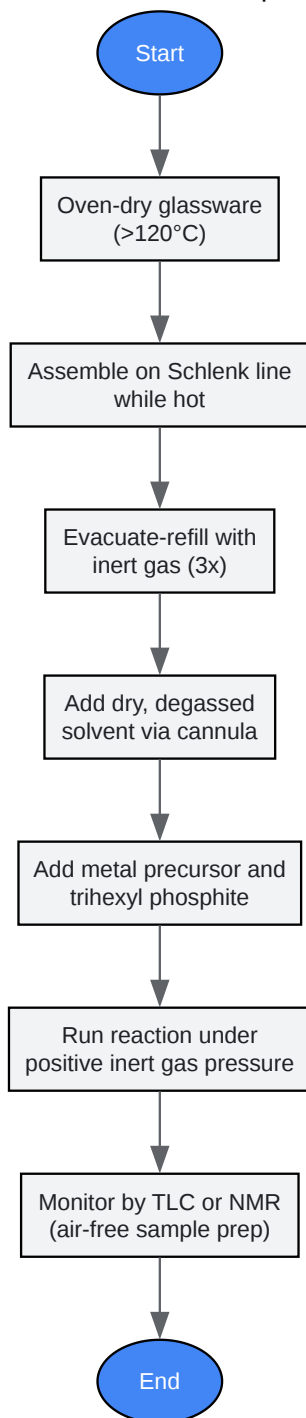 Start
Oven-dry glassware
(>120°C)
Assemble on Schlenk line
while hot
Evacuate-refill with
inert gas (3x)
Add dry, degassed
solvent via cannula
Add metal precursor and
trihexyl phosphite
Run reaction under
positive inert gas pressure
Monitor by TLC or NMR
(air-free sample prep)
End